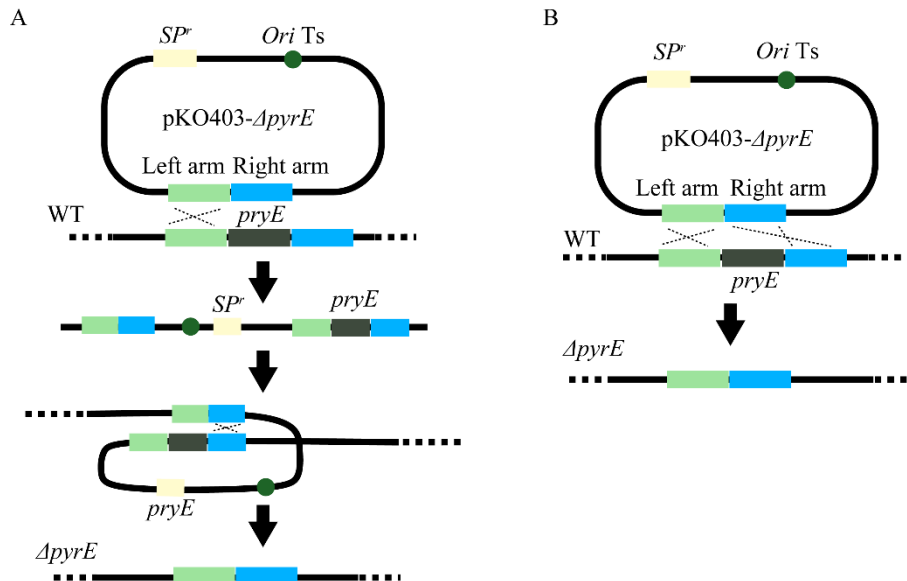 A
SPʳ
Ori Ts
pKO403-ΔpyrE
Left arm Right arm
WT
pryE
SPʳ
pryE
pryE
ΔpyrE
B
SPʳ
Ori Ts
pKO403-ΔpyrE
Left arm Right arm
WT
pryE
ΔpyrE